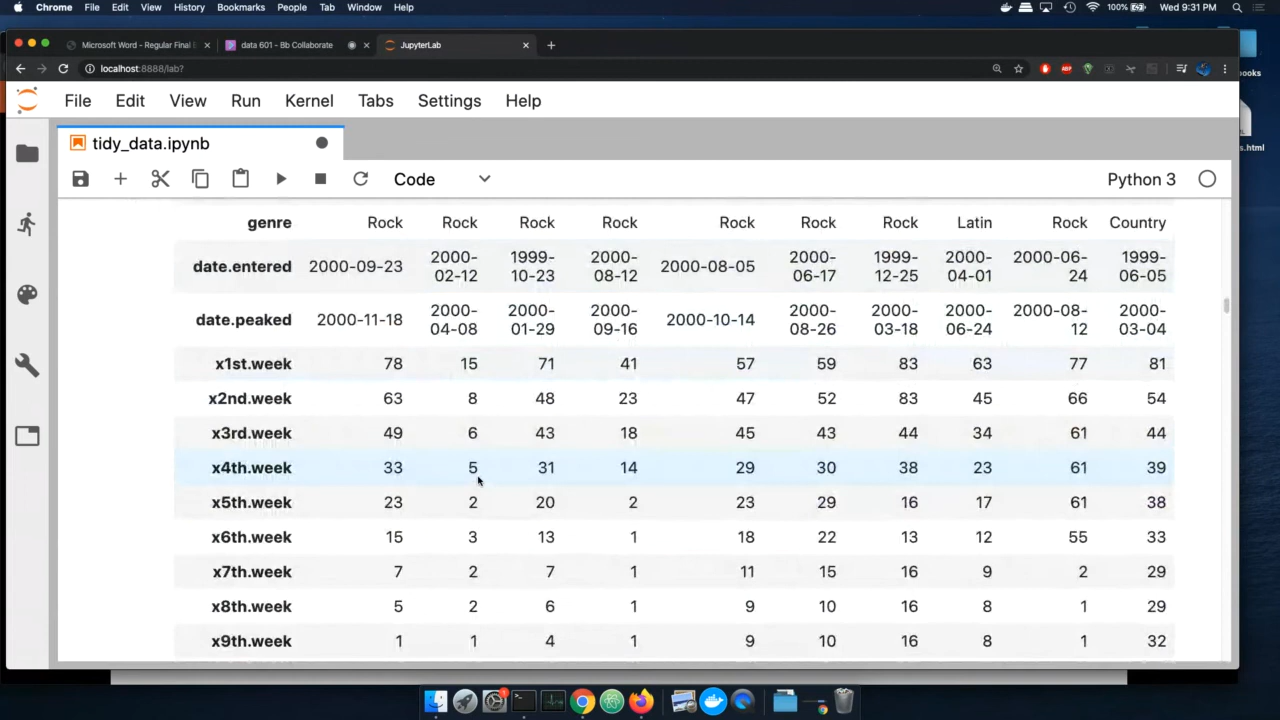 Chrome File Edit View History Bookmarks People Tab Window Help 100% Wed 9:31 PM
Microsoft Word - Regular Final data 601 - Bb Collaborate JupyterLab
localhost:8888/lab?
ABP
books
File Edit View Run Kernel Tabs Settings Help
s.html
tidy_data.ipynb
Code Python 3
genre Rock Rock Rock Rock Rock Rock Rock Latin Rock Country
date.entered 2000-09-23 2000-02-12 1999-10-23 2000-08-12 2000-08-05 2000-06-17 1999-12-25 2000-04-01 2000-06-24 1999-06-05
date.peaked 2000-11-18 2000-04-08 2000-01-29 2000-09-16 2000-10-14 2000-08-26 2000-03-18 2000-06-24 2000-08-12 2000-03-04
x1st.week 78 15 71 41 57 59 83 63 77 81
x2nd.week 63 8 48 23 47 52 83 45 66 54
x3rd.week 49 6 43 18 45 43 44 34 61 44
x4th.week 33 5 31 14 29 30 38 23 61 39
x5th.week 23 2 20 2 23 29 16 17 61 38
x6th.week 15 3 13 1 18 22 13 12 55 33
x7th.week 7 2 7 1 11 15 16 9 2 29
x8th.week 5 2 6 1 9 10 16 8 1 29
x9th.week 1 1 4 1 9 10 16 8 1 32